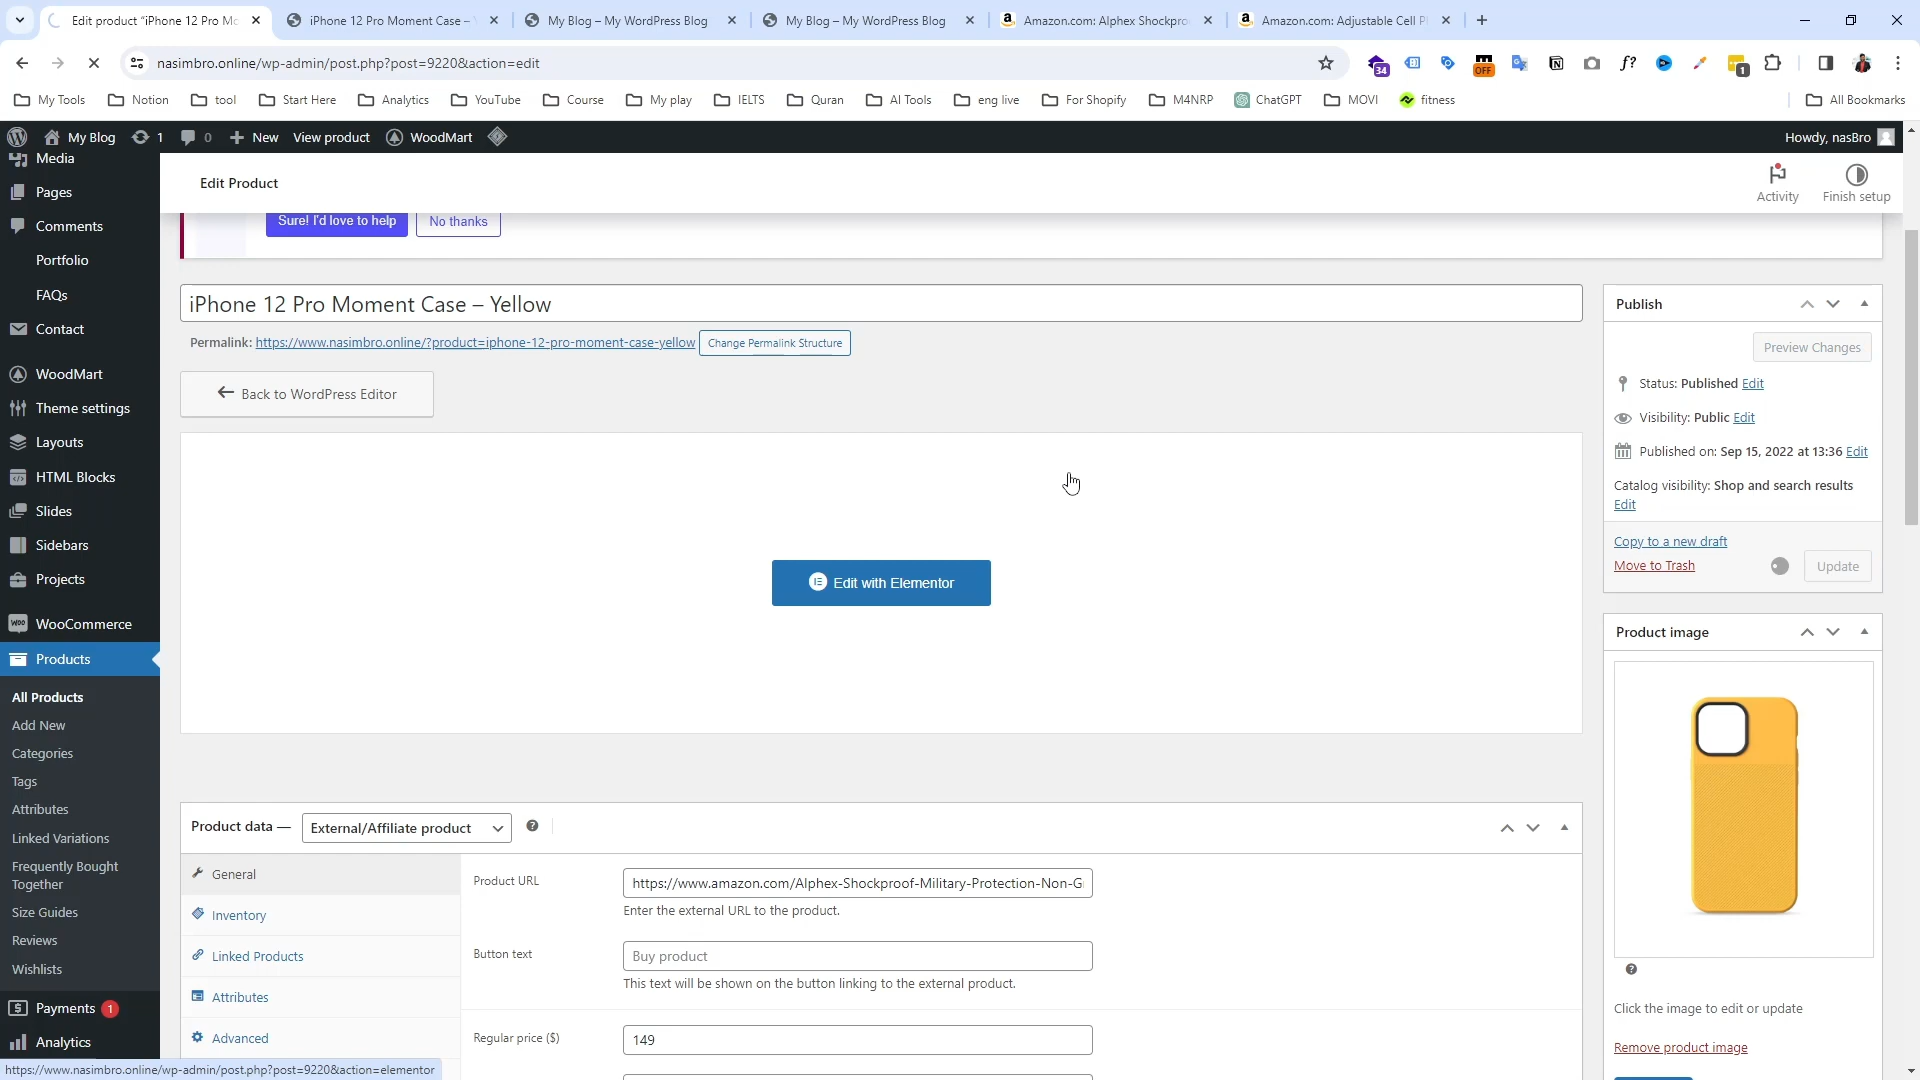 Edit product "iPhone 12 Pro Mo
iPhone 12 Pro Moment Case –
My Blog – My WordPress Blog
My Blog – My WordPress Blog
Amazon.com: Alphex Shockpro
Amazon.com: Adjustable Cell P
nasimbro.online/wp-admin/post.php?post=9220&action=edit
34
OFF
f?
1
My Tools
Notion
tool
Start Here
Analytics
YouTube
Course
My play
IELTS
Quran
AI Tools
eng live
For Shopify
M4NRP
ChatGPT
MOVI
fitness
All Bookmarks
My Blog
1
0
New
View product
WoodMart
Howdy, nasBro
Media
Pages
Comments
Portfolio
FAQs
Contact
WoodMart
Theme settings
Layouts
HTML Blocks
Slides
Sidebars
Projects
WooCommerce
Products
All Products
Add New
Categories
Tags
Attributes
Linked Variations
Frequently Bought
Together
Size Guides
Reviews
Wishlists
Payments 1
Analytics
Edit Product
Activity
Finish setup
Sure! I'd love to help
No thanks
iPhone 12 Pro Moment Case – Yellow
Permalink: https://www.nasimbro.online/?product=iphone-12-pro-moment-case-yellow
Change Permalink Structure
Back to WordPress Editor
Edit with Elementor
Product data —
External/Affiliate product
General
Inventory
Linked Products
Attributes
Advanced
Product URL
https://www.amazon.com/Alphex-Shockproof-Military-Protection-Non-G
Enter the external URL to the product.
Button text
Buy product
This text will be shown on the button linking to the external product.
Regular price ($)
149
Publish
Preview Changes
Status: Published Edit
Visibility: Public Edit
Published on: Sep 15, 2022 at 13:36 Edit
Catalog visibility: Shop and search results
Edit
Copy to a new draft
Move to Trash
Update
Product image
Click the image to edit or update
Remove product image
https://www.nasimbro.online/wp-admin/post.php?post=9220&action=elementor